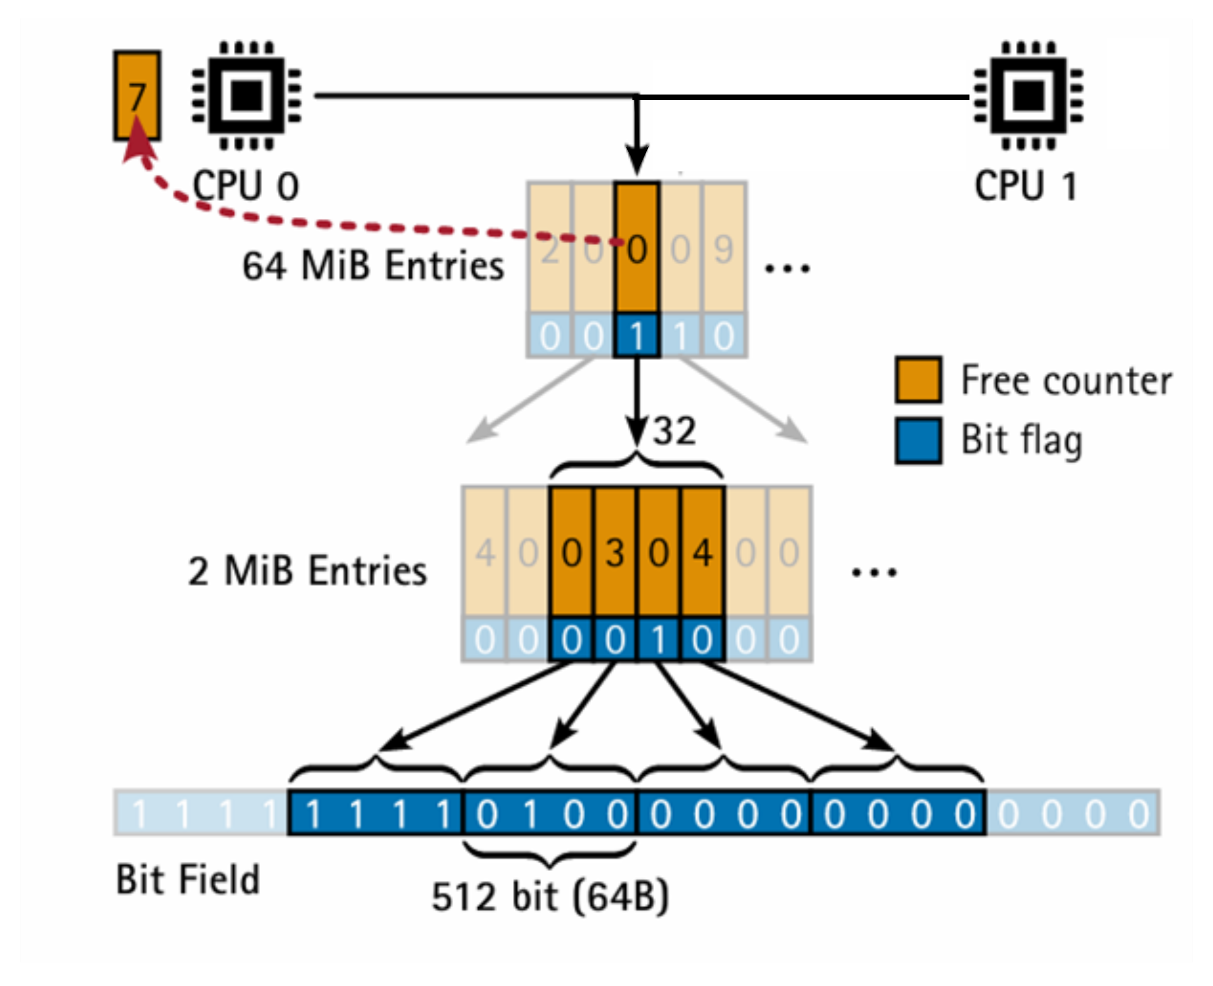 7
CPU 0
CPU 1
64 MiB Entries
2 0 0 0 9 ...
0 0 1 1 0
Free counter
Bit flag
32
2 MiB Entries
4 0 0 3 0 4 0 0 ...
0 0 0 0 1 0 0 0
1 1 1 1 1 1 1 1 0 1 0 0 0 0 0 0 0 0 0 0 0 0 0 0
Bit Field
512 bit (64B)